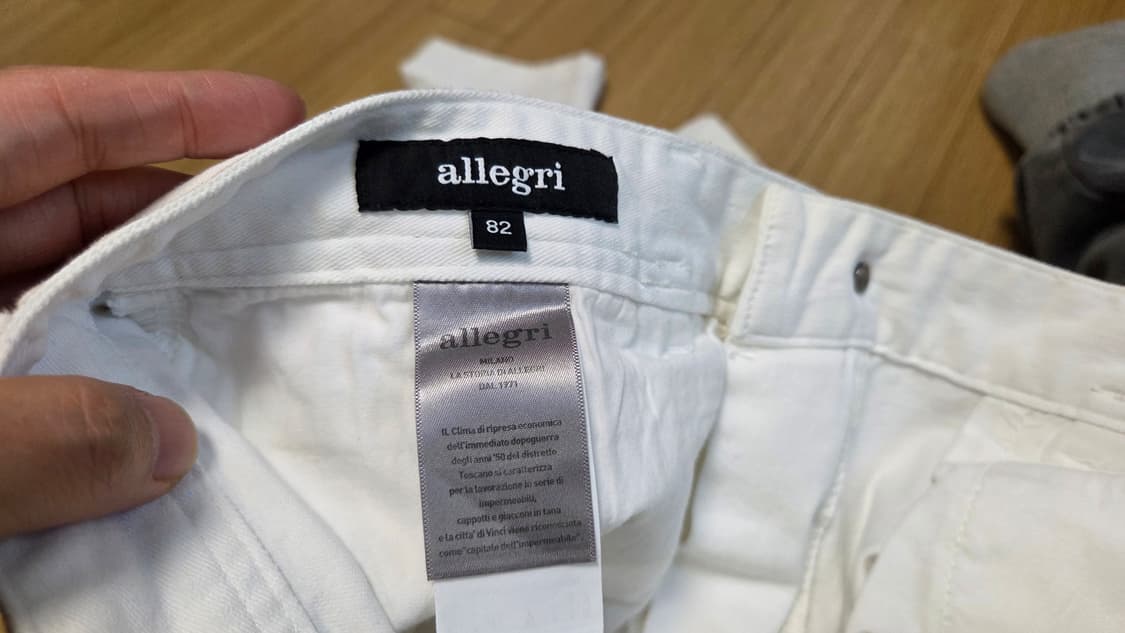 allegri
82
allegri
MILANO
LA STORIA DI ALLEGRI
DAL 1971
IL Clima di ripresa economica
dell'immediato dopoguerra
degli anni '50 del distretto
Toscano si caratterizza
per la lavorazione in serie di
impermeabili,
cappotti e giacconi in tana
e la citta' di Vinci viene riconosciuta
come "capitale dell'impermeabile".